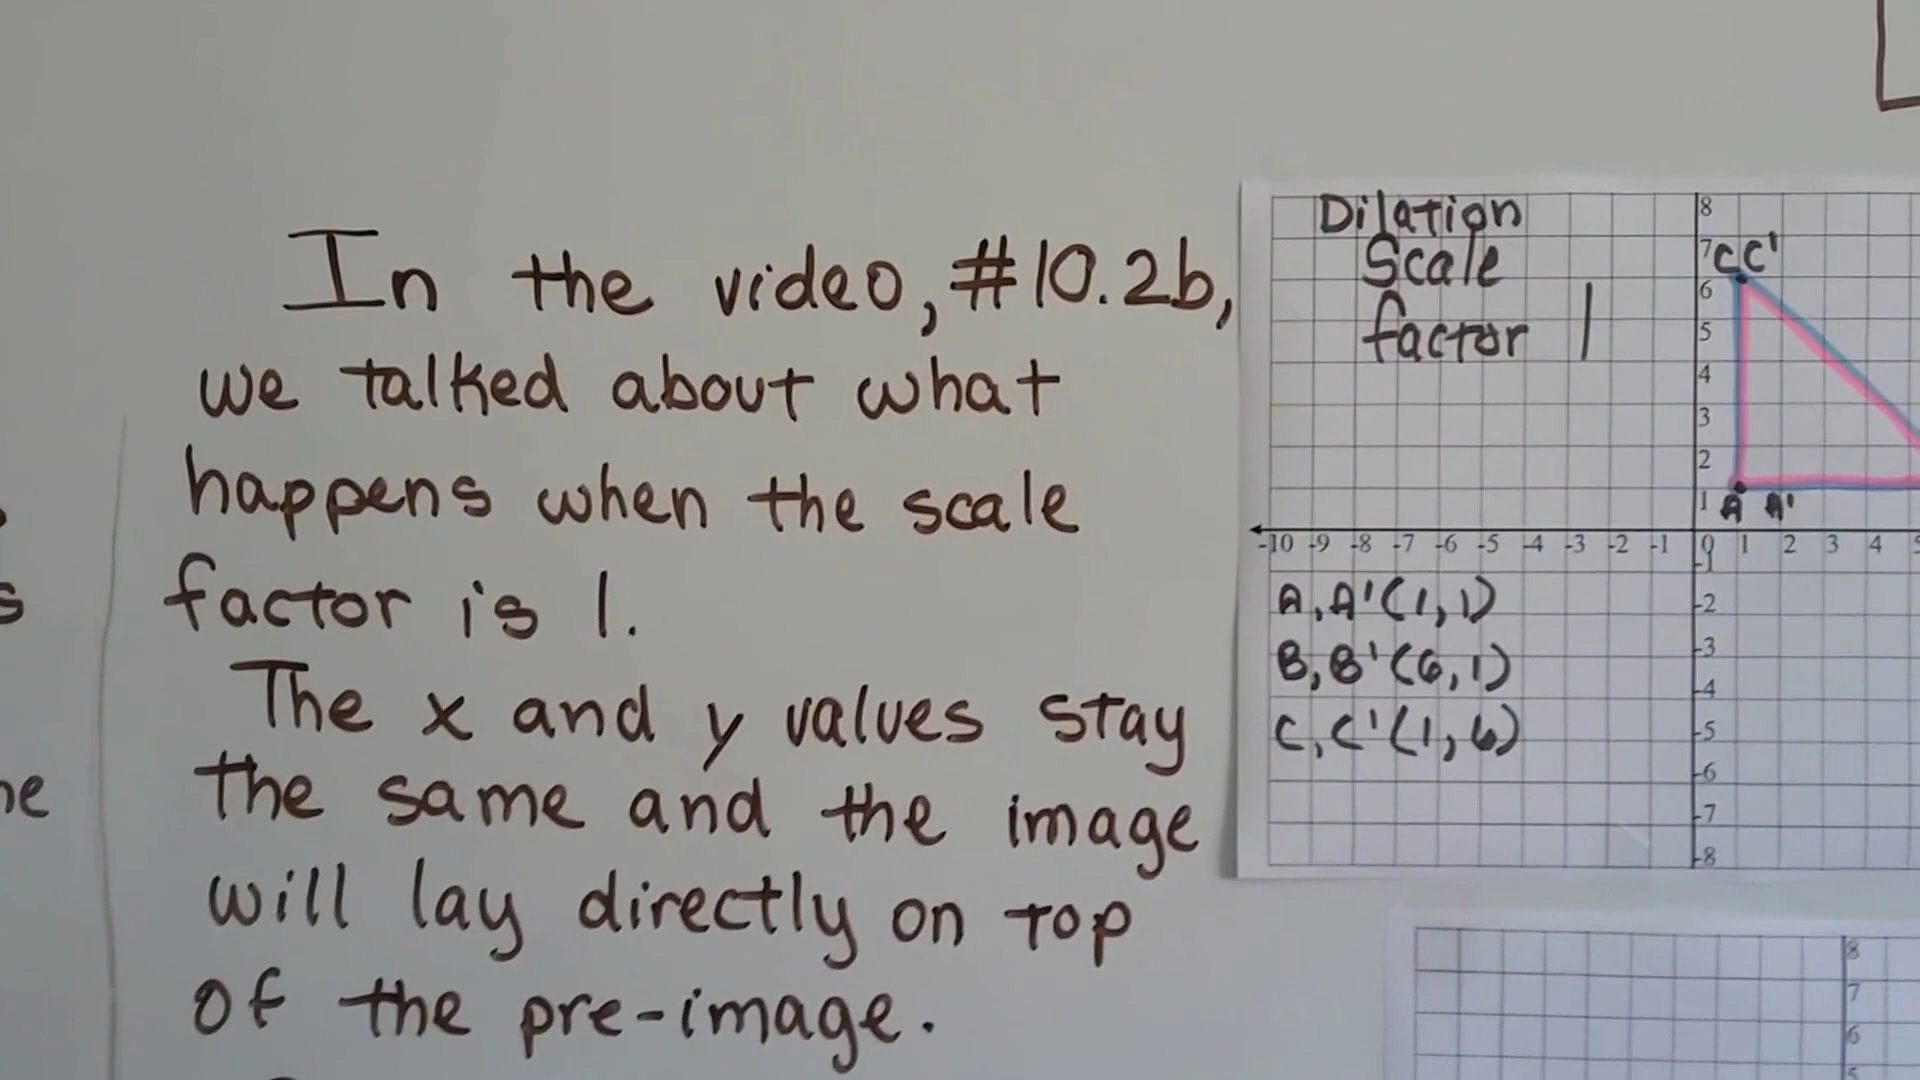 In the video, #10.2b,
we talked about what
happens when the scale
factor is 1.
The x and y values stay
the same and the image
will lay directly on top
of the pre-image.
Dilation
Scale
factor 1
8
7 C C'
6
5
4
3
2
1 A A'
-10 -9 -8 -7 -6 -5 -4 -3 -2 -1 0 1 2 3 4
-1
A, A' (1, 1)
-2
-3
B, B' (6, 1)
-4
C, C' (1, 6)
-5
-6
-7
-8
8
7
6